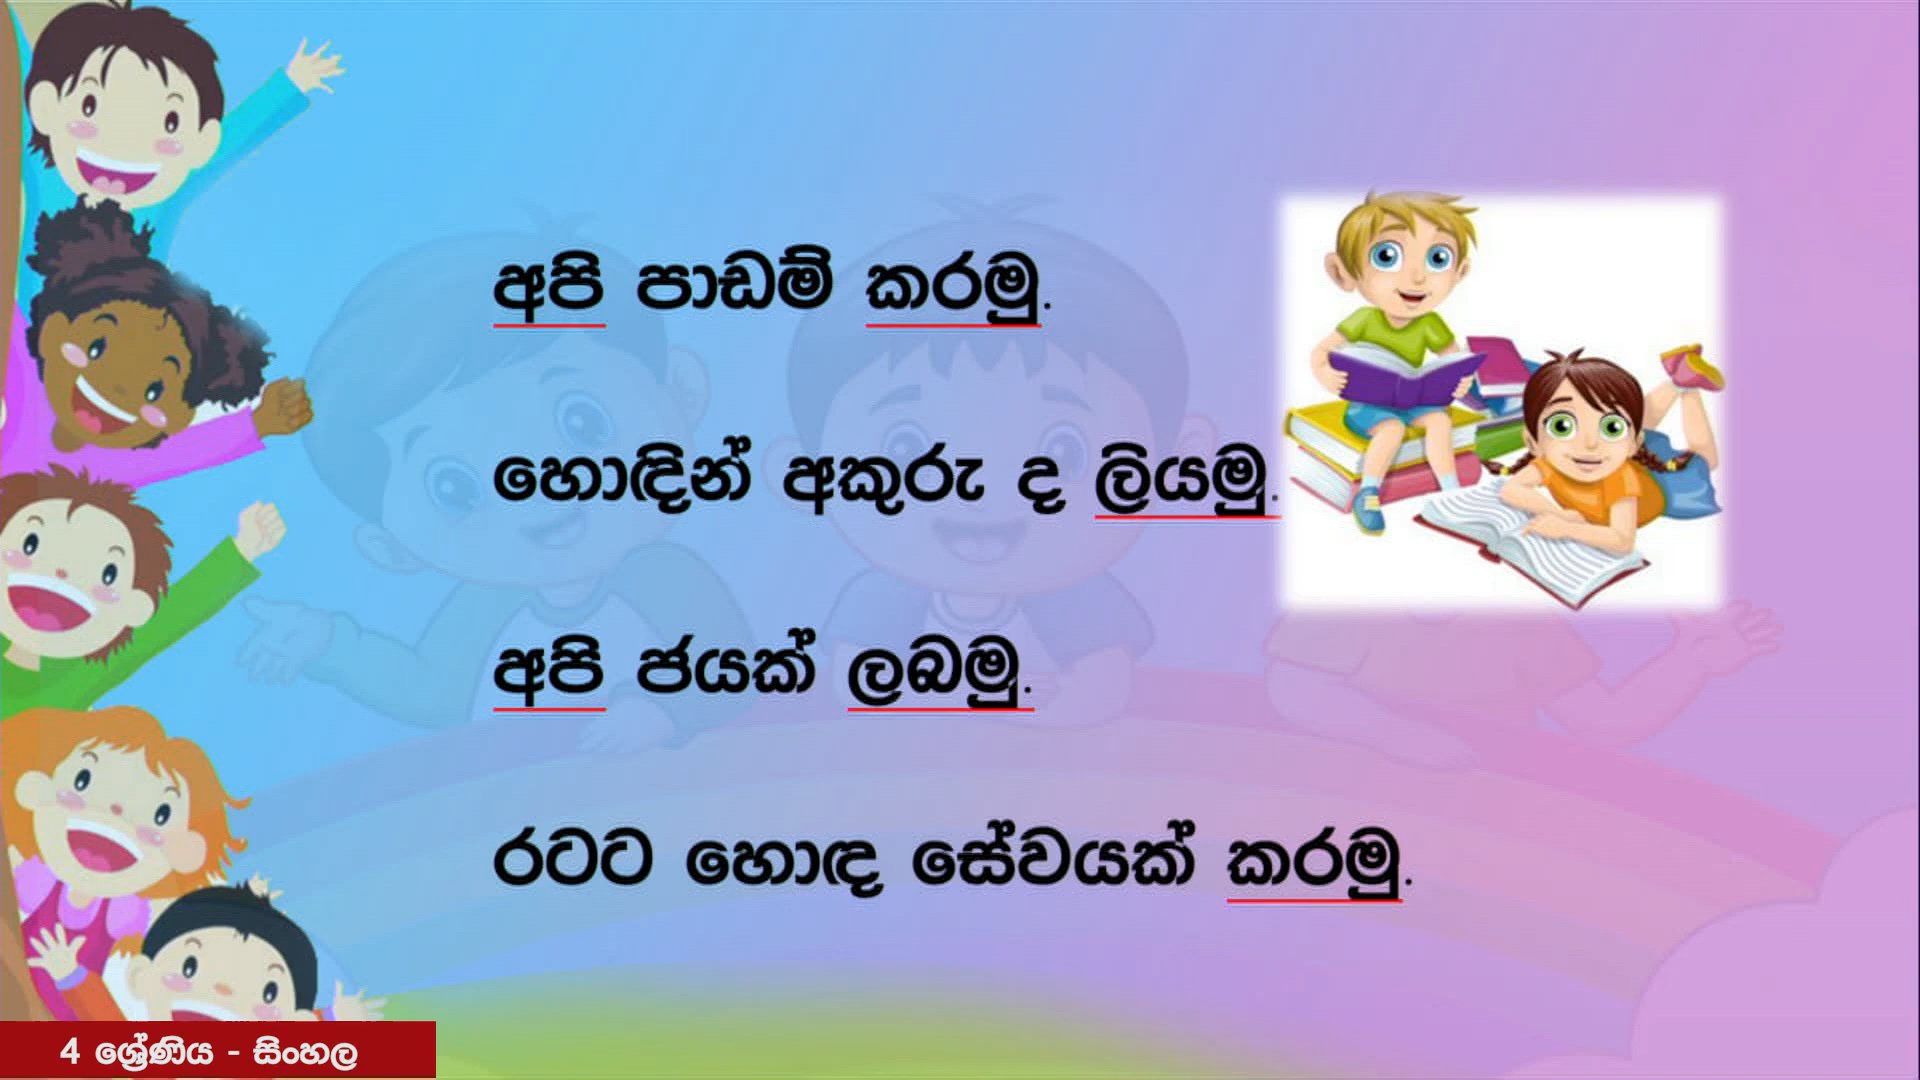 අපි පාඩම් කරමු.
හොඳින් අකුරු ද ලියමු.
අපි ජයක් ලබමු.
රටට හොඳ සේවයක් කරමු.
4 ශ්‍රේණිය - සිංහල